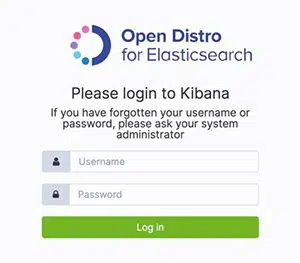 Open Distro
for Elasticsearch
Please login to Kibana
If you have forgotten your username or
password, please ask your system
administrator
Username
Password
Log in